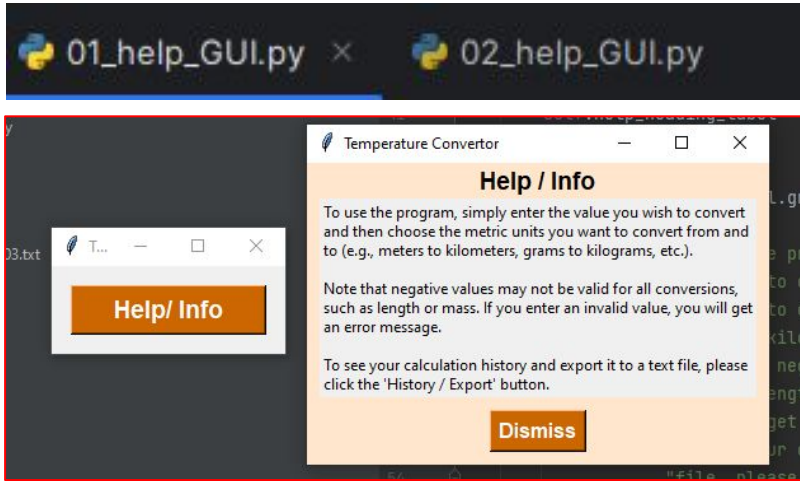 01_help_GUI.py ×
02_help_GUI.py
Temperature Convertor
Help / Info
To use the program, simply enter the value you wish to convert
and then choose the metric units you want to convert from and
to (e.g., meters to kilometers, grams to kilograms, etc.).
Note that negative values may not be valid for all conversions,
such as length or mass. If you enter an invalid value, you will get
an error message.
To see your calculation history and export it to a text file, please
click the 'History / Export' button.
Dismiss
T...
Help/ Info
03.txt
y
54
"file, please